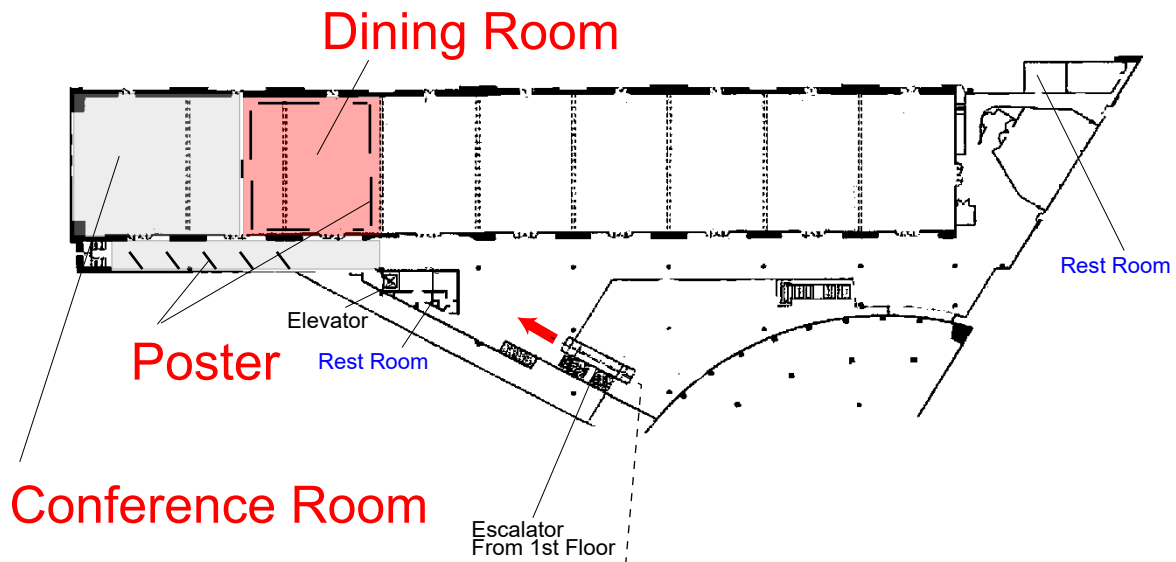 Dining Room
Rest Room
Elevator
Rest Room
Poster
Conference Room
Escalator
From 1st Floor